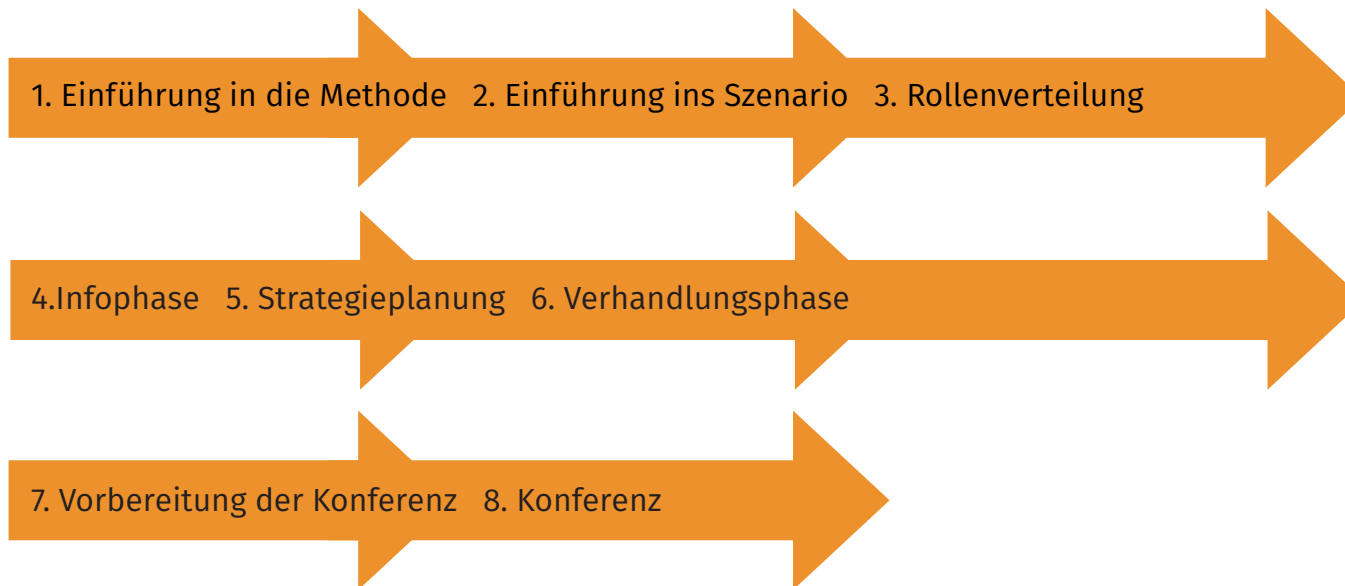 1. Einführung in die Methode 2. Einführung ins Szenario 3. Rollenverteilung
4.Infophase 5. Strategieplanung 6. Verhandlungsphase
7. Vorbereitung der Konferenz 8. Konferenz